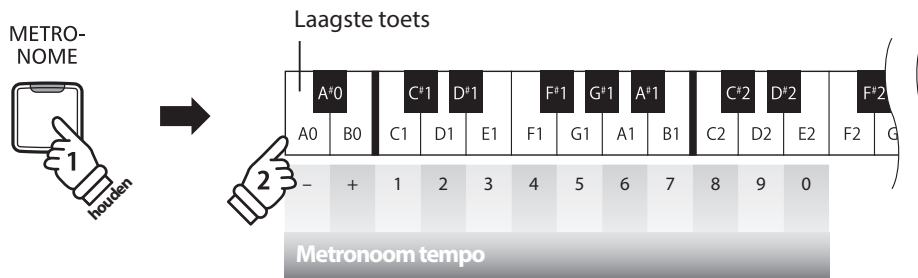 Laagste toets
METRO-
NOME
1
houden
2
A#0 C#1 D#1 F#1 G#1 A#1 C#2 D#2 F#2
A0 B0 C1 D1 E1 F1 G1 A1 B1 C2 D2 E2 F2 G
– + 1 2 3 4 5 6 7 8 9 0
Metronoom tempo